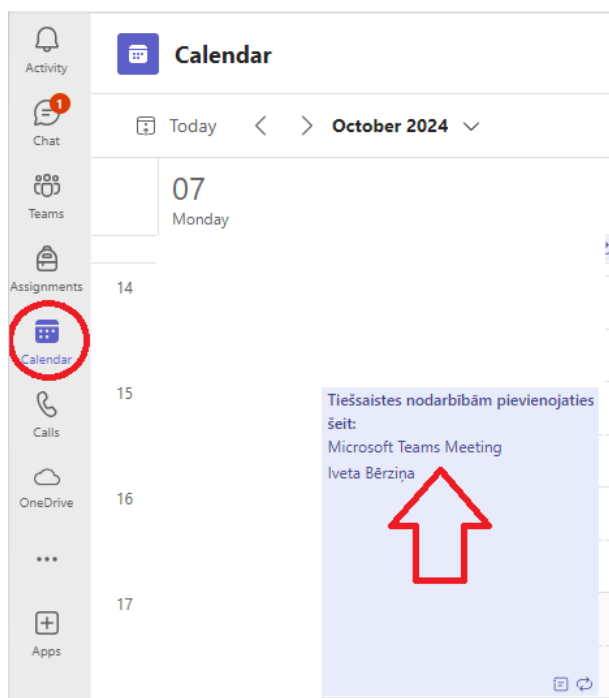 Activity
Calendar
1
Chat
Today
October 2024
Teams
07
Monday
Assignments
14
Calendar
15
Tiešsaistes nodarbībām pievienojaties
šeit:
Microsoft Teams Meeting
Iveta Bērziņa
Calls
OneDrive
16
17
Apps